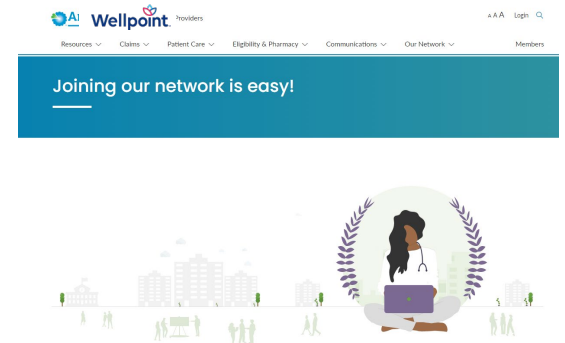 Wellpoint. Providers
A A A Login
Resources Claims Patient Care Eligibility & Pharmacy Communications Our Network Members
Joining our network is easy!